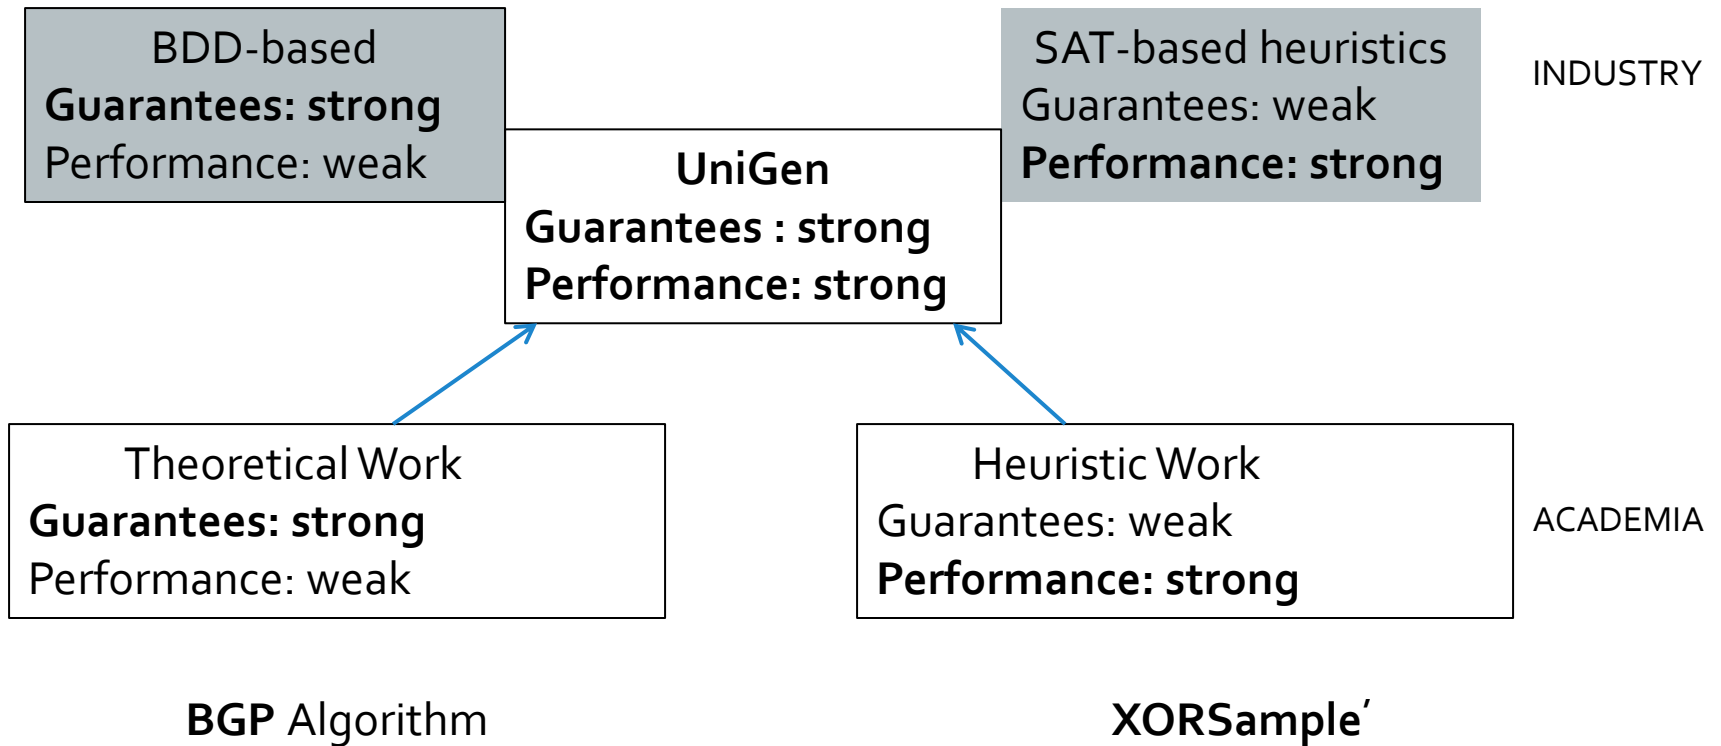 BDD-based
Guarantees: strong
Performance: weak
SAT-based heuristics
Guarantees: weak
Performance: strong
INDUSTRY
UniGen
Guarantees : strong
Performance: strong
Theoretical Work
Guarantees: strong
Performance: weak
Heuristic Work
Guarantees: weak
Performance: strong
ACADEMIA
BGP Algorithm
XORSample′